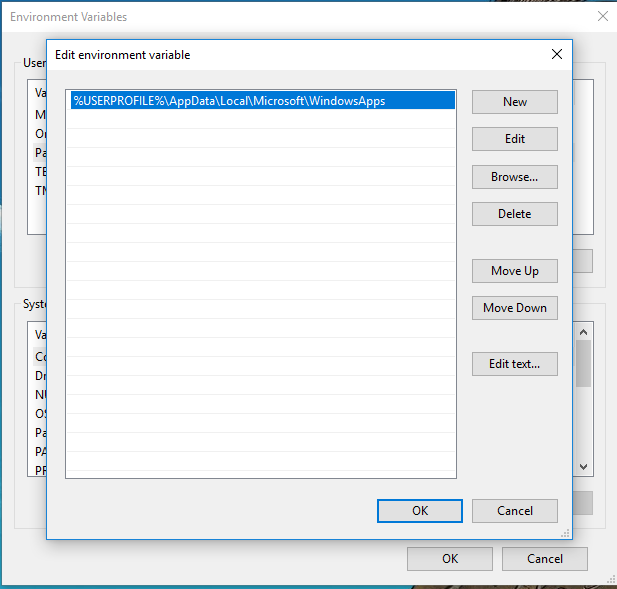 Environment Variables
Edit environment variable
User
Va
%USERPROFILE%\AppData\Local\Microsoft\WindowsApps
New
M
On
Edit
Pa
TE
Browse...
TM
Delete
Move Up
Syste
Move Down
Va
Co
Edit text...
Dr
NU
OS
Pa
PA
PR
OK
Cancel
OK
Cancel